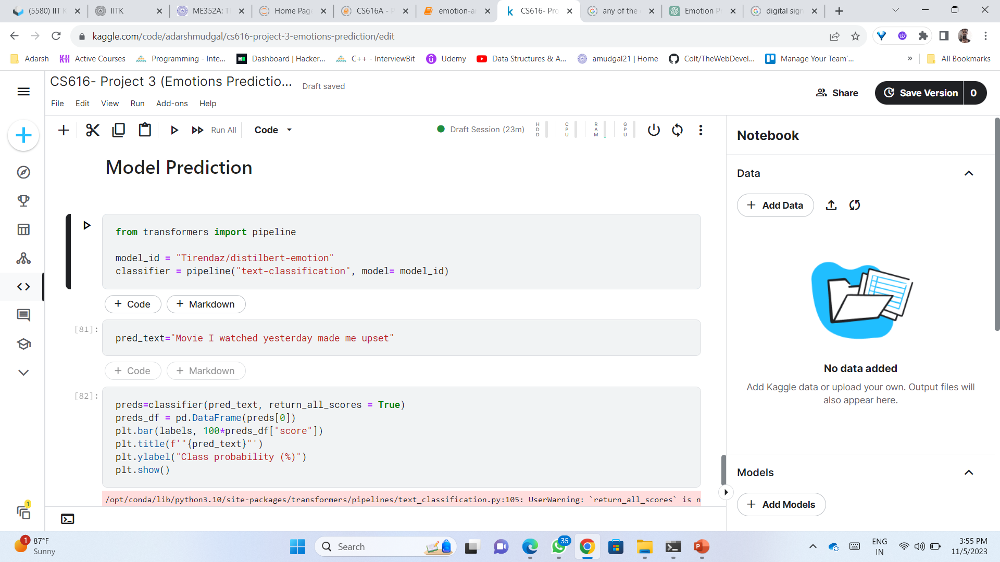 (5580) IIT K
IITK
ME352A: T
Home Page
CS616A - P
emotion-a
CS616- Pro
any of the
Emotion P
digital sign
kaggle.com/code/adarshmudgal/cs616-project-3-emotions-prediction/edit
Adarsh
Active Courses
Programming - Inte...
Dashboard | Hacker...
C++ - InterviewBit
Udemy
Data Structures & A...
amudgal21 | Home
Colt/TheWebDevel...
Manage Your Team'...
»
All Bookmarks
CS616- Project 3 (Emotions Predictio...
Draft saved
File Edit View Run Add-ons Help
Share
Save Version 0
Run All
Code
Draft Session (23m)
HDD
CPU
RAM
GPU
Notebook
Model Prediction
Data
+ Add Data
from transformers import pipeline
model_id = "Tirendaz/distilbert-emotion"
classifier = pipeline("text-classification", model= model_id)
+ Code + Markdown
[81]:
pred_text="Movie I watched yesterday made me upset"
+ Code + Markdown
[82]:
preds=classifier(pred_text, return_all_scores = True)
preds_df = pd.DataFrame(preds[0])
plt.bar(labels, 100*preds_df["score"])
plt.title(f'"{pred_text}"')
plt.ylabel("Class probability (%)")
plt.show()
/opt/conda/lib/python3.10/site-packages/transformers/pipelines/text_classification.py:105: UserWarning: `return_all_scores` is n
No data added
Add Kaggle data or upload your own. Output files will
also appear here.
Models
+ Add Models
1
1
87°F
Sunny
Search
35
ENG
IN
3:55 PM
11/5/2023